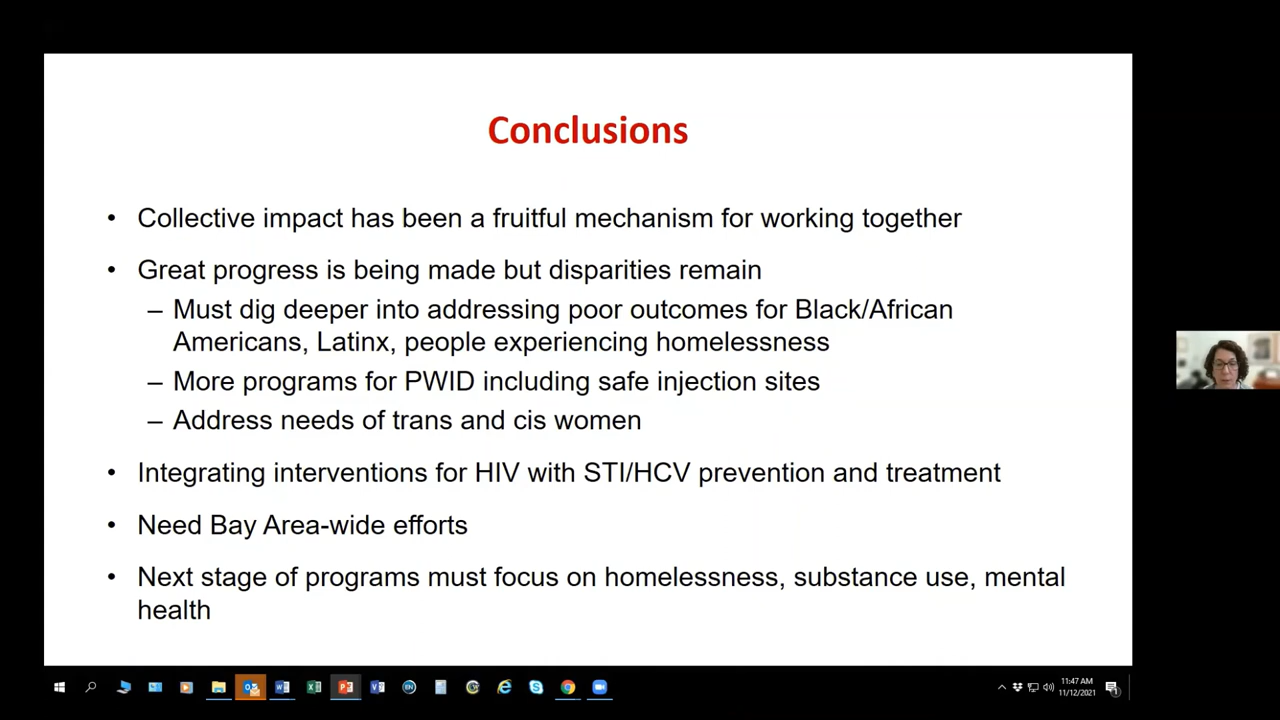 Conclusions
• Collective impact has been a fruitful mechanism for working together
• Great progress is being made but disparities remain
– Must dig deeper into addressing poor outcomes for Black/African
Americans, Latinx, people experiencing homelessness
– More programs for PWID including safe injection sites
– Address needs of trans and cis women
• Integrating interventions for HIV with STI/HCV prevention and treatment
• Need Bay Area-wide efforts
• Next stage of programs must focus on homelessness, substance use, mental
health
11:47 AM
11/12/2021